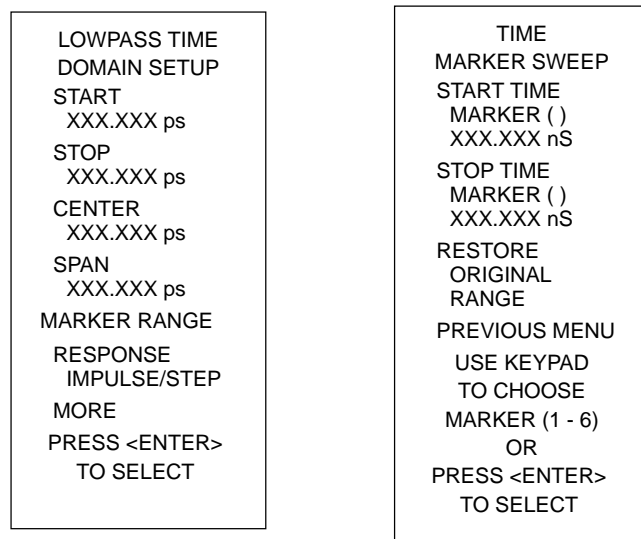 LOWPASS TIME
DOMAIN SETUP
START
XXX.XXX ps
STOP
XXX.XXX ps
CENTER
XXX.XXX ps
SPAN
XXX.XXX ps
MARKER RANGE
RESPONSE
IMPULSE/STEP
MORE
PRESS <ENTER>
TO SELECT
TIME
MARKER SWEEP
START TIME
MARKER ( )
XXX.XXX nS
STOP TIME
MARKER ( )
XXX.XXX nS
RESTORE
ORIGINAL
RANGE
PREVIOUS MENU
USE KEYPAD
TO CHOOSE
MARKER (1 - 6)
OR
PRESS <ENTER>
TO SELECT